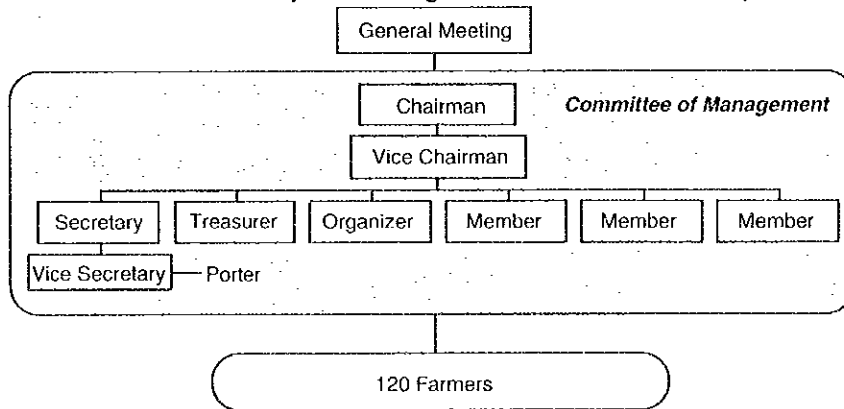 General Meeting
Chairman
Committee of Management
Vice Chairman
Secretary
Treasurer
Organizer
Member
Member
Member
Vice Secretary
Porter
120 Farmers